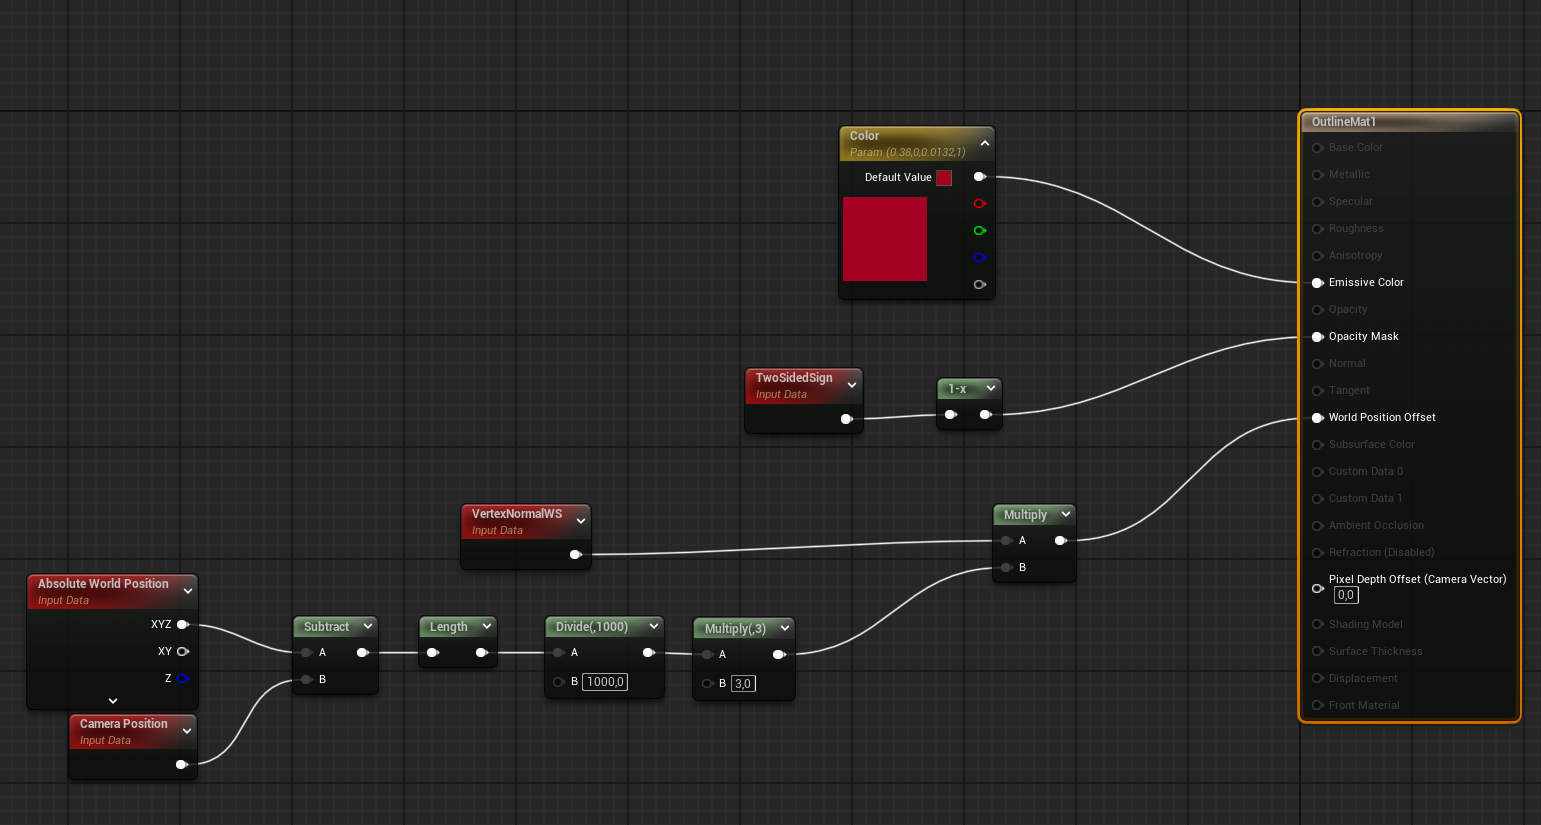 Color
Param (0.38,0,0.0132,1)
Default Value
TwoSidedSign
Input Data
1-x
VertexNormalWS
Input Data
Multiply
A
B
Absolute World Position
Input Data
XYZ
XY
Z
Camera Position
Input Data
Subtract
A
B
Length
Divide(,1000)
A
B 1000,0
Multiply(,3)
A
B 3,0
OutlineMat1
Base Color
Metallic
Specular
Roughness
Anisotropy
Emissive Color
Opacity
Opacity Mask
Normal
Tangent
World Position Offset
Subsurface Color
Custom Data 0
Custom Data 1
Ambient Occlusion
Refraction (Disabled)
Pixel Depth Offset (Camera Vector)
0,0
Shading Model
Surface Thickness
Displacement
Front Material